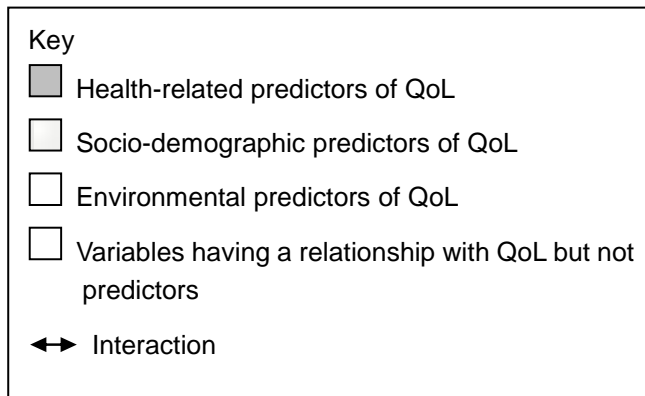 Key
Health-related predictors of QoL
Socio-demographic predictors of QoL
Environmental predictors of QoL
Variables having a relationship with QoL but not
predictors
Interaction